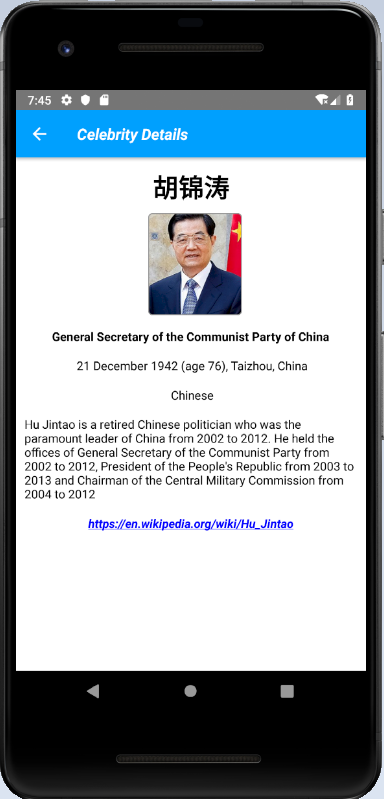 7:45
Celebrity Details
胡锦涛
General Secretary of the Communist Party of China
21 December 1942 (age 76), Taizhou, China
Chinese
Hu Jintao is a retired Chinese politician who was the
paramount leader of China from 2002 to 2012. He held the
offices of General Secretary of the Communist Party from
2002 to 2012, President of the People's Republic from 2003 to
2013 and Chairman of the Central Military Commission from
2004 to 2012
https://en.wikipedia.org/wiki/Hu_Jintao